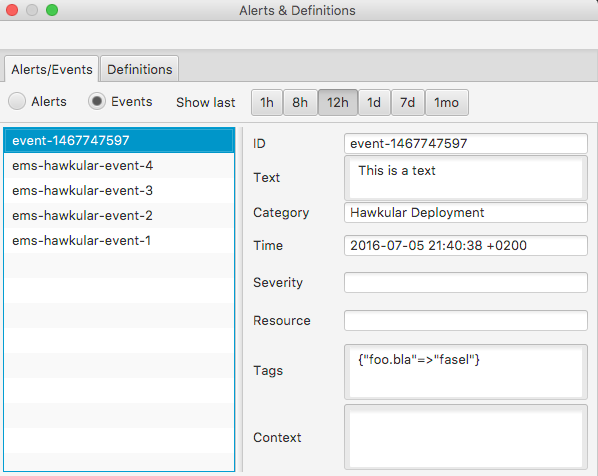 Alerts & Definitions
Alerts/Events Definitions
Alerts Events Show last 1h 8h 12h 1d 7d 1mo
event-1467747597
ems-hawkular-event-4
ems-hawkular-event-3
ems-hawkular-event-2
ems-hawkular-event-1
ID event-1467747597
Text This is a text
Category Hawkular Deployment
Time 2016-07-05 21:40:38 +0200
Severity
Resource
Tags {"foo.bla"=>"fasel"}
Context